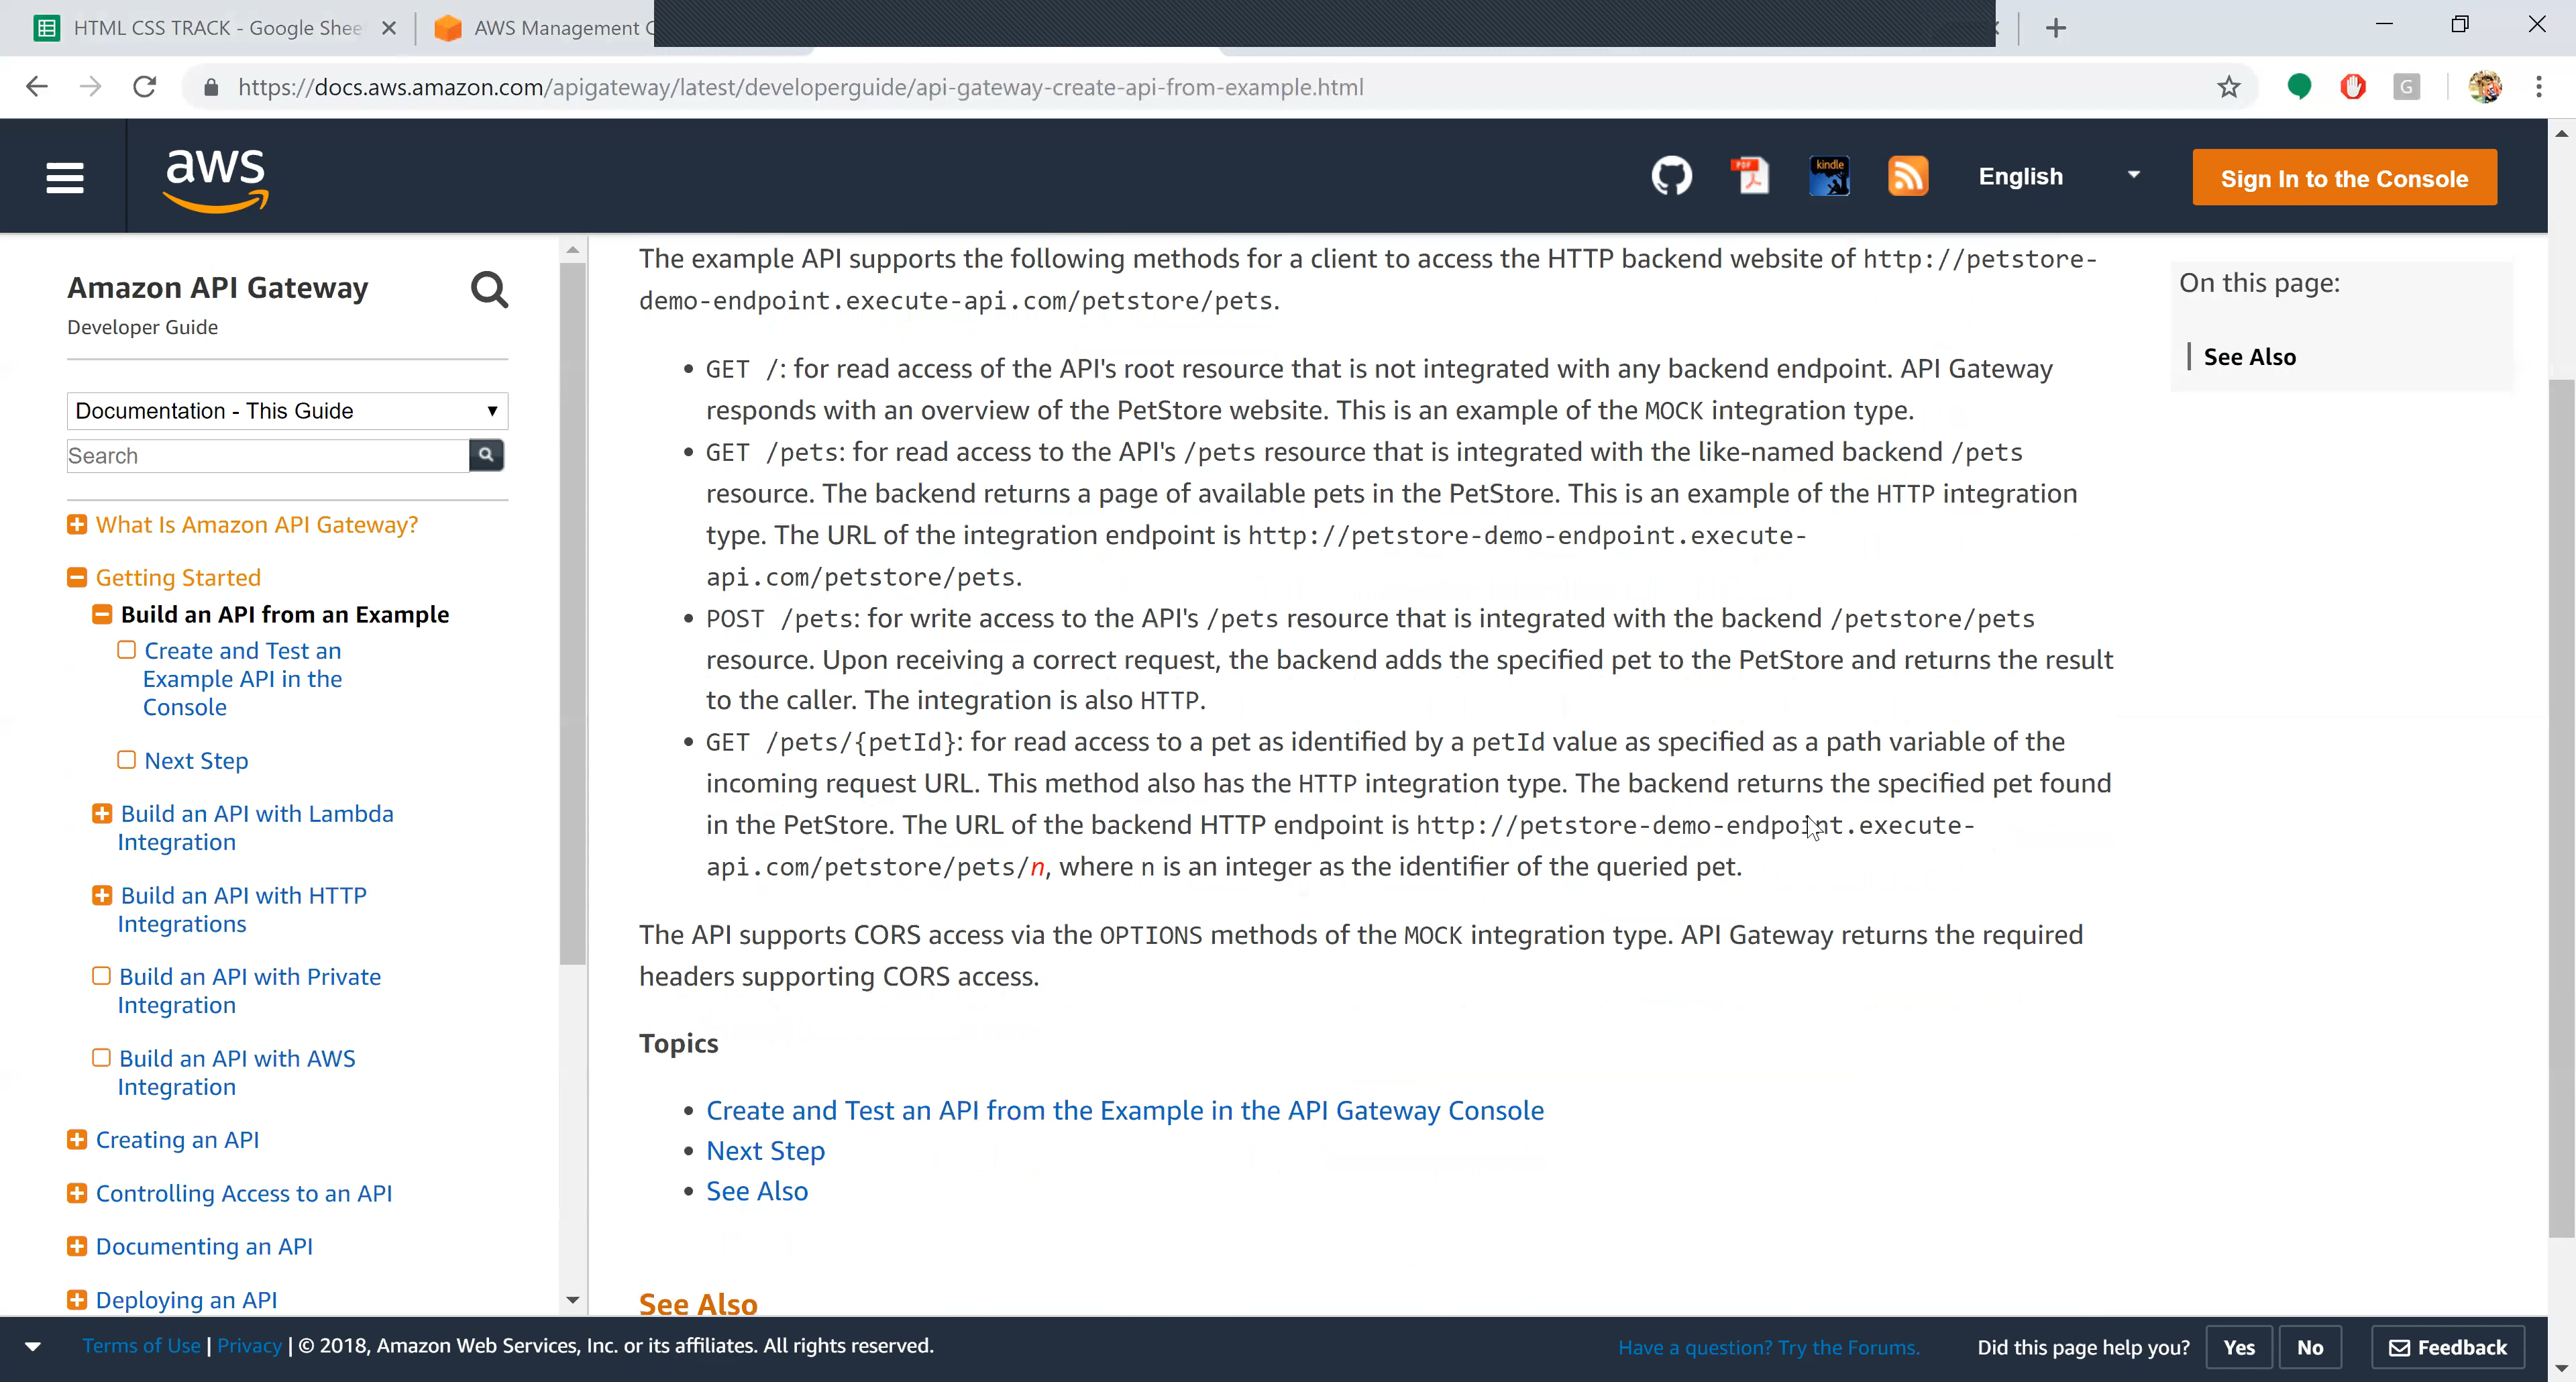 HTML CSS TRACK - Google Shee
AWS Management
https://docs.aws.amazon.com/apigateway/latest/developerguide/api-gateway-create-api-from-example.html
G
aws
PDF
kindle
English
Sign In to the Console
Amazon API Gateway
Developer Guide
Documentation - This Guide
Search
What Is Amazon API Gateway?
Getting Started
Build an API from an Example
Create and Test an
Example API in the
Console
Next Step
Build an API with Lambda
Integration
Build an API with HTTP
Integrations
Build an API with Private
Integration
Build an API with AWS
Integration
Creating an API
Controlling Access to an API
Documenting an API
Deploying an API
The example API supports the following methods for a client to access the HTTP backend website of http://petstore-
demo-endpoint.execute-api.com/petstore/pets.
• GET /: for read access of the API's root resource that is not integrated with any backend endpoint. API Gateway
responds with an overview of the PetStore website. This is an example of the MOCK integration type.
• GET /pets: for read access to the API's /pets resource that is integrated with the like-named backend /pets
resource. The backend returns a page of available pets in the PetStore. This is an example of the HTTP integration
type. The URL of the integration endpoint is http://petstore-demo-endpoint.execute-
api.com/petstore/pets.
• POST /pets: for write access to the API's /pets resource that is integrated with the backend /petstore/pets
resource. Upon receiving a correct request, the backend adds the specified pet to the PetStore and returns the result
to the caller. The integration is also HTTP.
• GET /pets/{petId}: for read access to a pet as identified by a petId value as specified as a path variable of the
incoming request URL. This method also has the HTTP integration type. The backend returns the specified pet found
in the PetStore. The URL of the backend HTTP endpoint is http://petstore-demo-endpoint.execute-
api.com/petstore/pets/n, where n is an integer as the identifier of the queried pet.
The API supports CORS access via the OPTIONS methods of the MOCK integration type. API Gateway returns the required
headers supporting CORS access.
Topics
• Create and Test an API from the Example in the API Gateway Console
• Next Step
• See Also
See Also
On this page:
See Also
Terms of Use | Privacy | © 2018, Amazon Web Services, Inc. or its affiliates. All rights reserved.
Have a question? Try the Forums.
Did this page help you?
Yes
No
Feedback